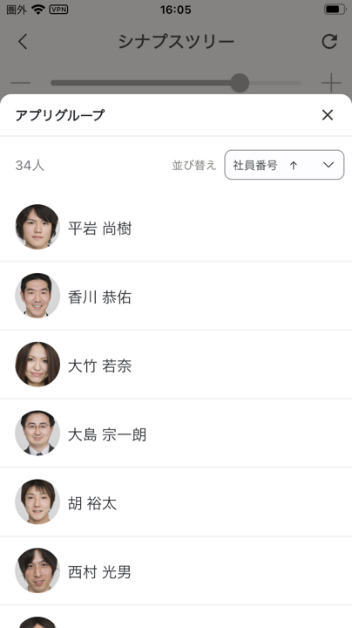 圏外 VPN 16:05
シナプスツリー
アプリグループ
34人 並び替え 社員番号 ↑
平岩 尚樹
香川 恭佑
大竹 若奈
大島 宗一朗
胡 裕太
西村 光男